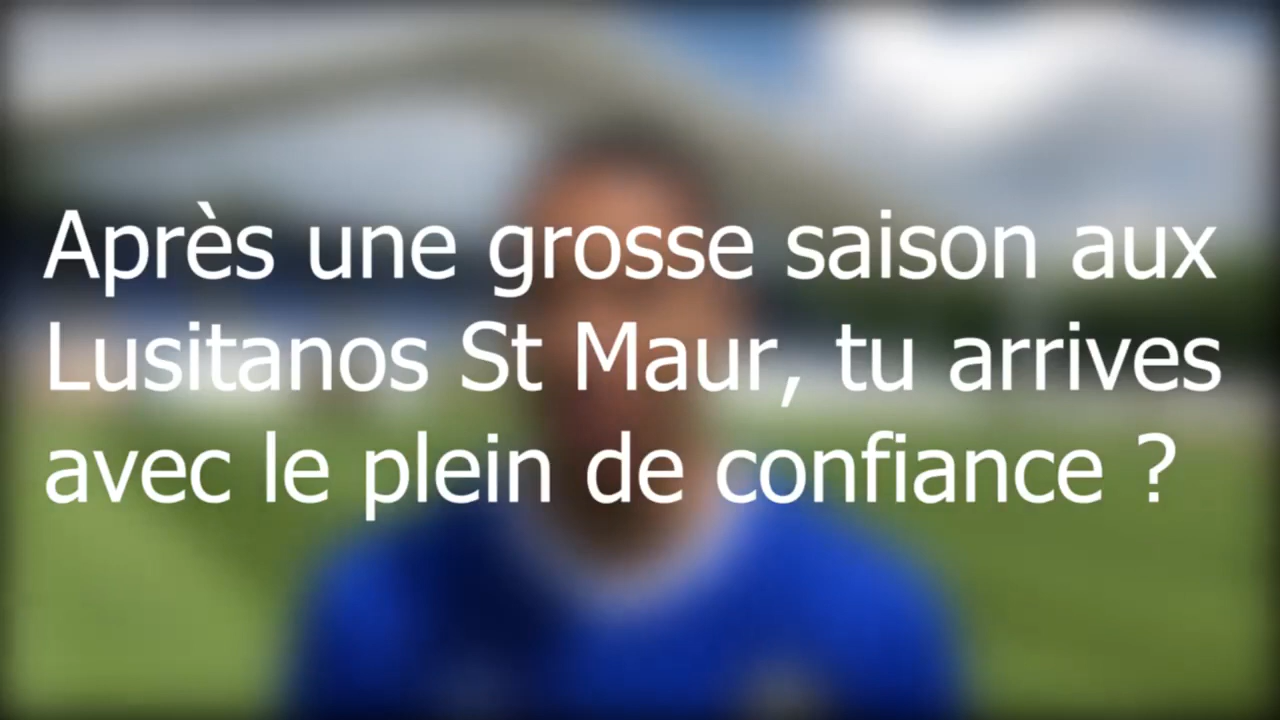 Après une grosse saison aux
Lusitanos St Maur, tu arrives
avec le plein de confiance ?